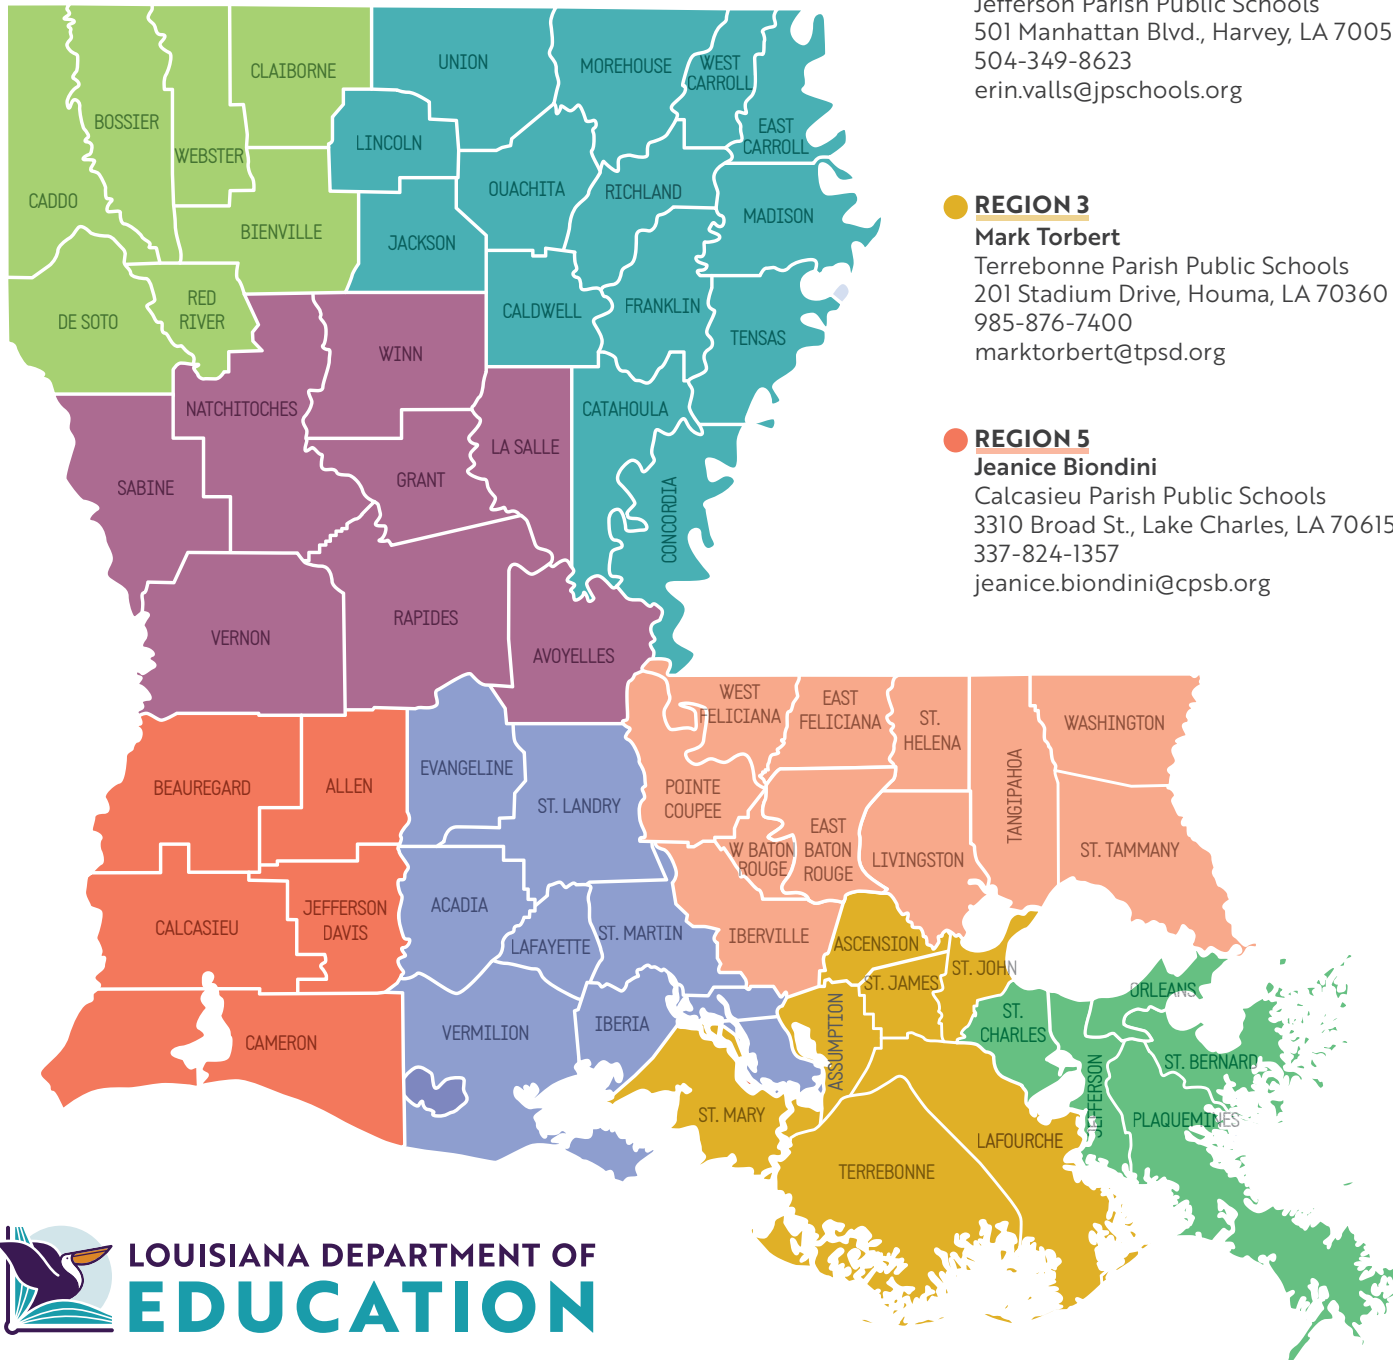 Jefferson Parish Public Schools
501 Manhattan Blvd., Harvey, LA 7005
504-349-8623
erin.valls@jpschools.org
REGION 3
Mark Torbert
Terrebonne Parish Public Schools
201 Stadium Drive, Houma, LA 70360
985-876-7400
marktorbert@tpsd.org
REGION 5
Jeanice Biondini
Calcasieu Parish Public Schools
3310 Broad St., Lake Charles, LA 70615
337-824-1357
jeanice.biondini@cpsb.org
CLAIBORNE
UNION
MOREHOUSE
WEST
CARROLL
BOSSIER
WEBSTER
LINCOLN
EAST
CARROLL
CADDO
BIENVILLE
JACKSON
OUACHITA
RICHLAND
MADISON
DE SOTO
RED
RIVER
CALDWELL
FRANKLIN
TENSAS
WINN
NATCHITOCHES
CATAHOULA
LA SALLE
SABINE
GRANT
CONCORDIA
VERNON
RAPIDES
AVOYELLES
WEST
FELICIANA
EAST
FELICIANA
ST.
HELENA
TANGIPAHOA
WASHINGTON
BEAUREGARD
ALLEN
EVANGELINE
ST. LANDRY
POINTE
COUPEE
W BATON
ROUGE
EAST
BATON
ROUGE
LIVINGSTON
ST. TAMMANY
CALCASIEU
JEFFERSON
DAVIS
ACADIA
LAFAYETTE
ST. MARTIN
IBERVILLE
ASCENSION
ST. JAMES
ST. JOHN
ORLEANS
CAMERON
VERMILION
IBERIA
ASSUMPTION
ST.
CHARLES
JEFFERSON
ST. BERNARD
PLAQUEMINES
ST. MARY
TERREBONNE
LAFOURCHE
LOUISIANA DEPARTMENT OF
EDUCATION